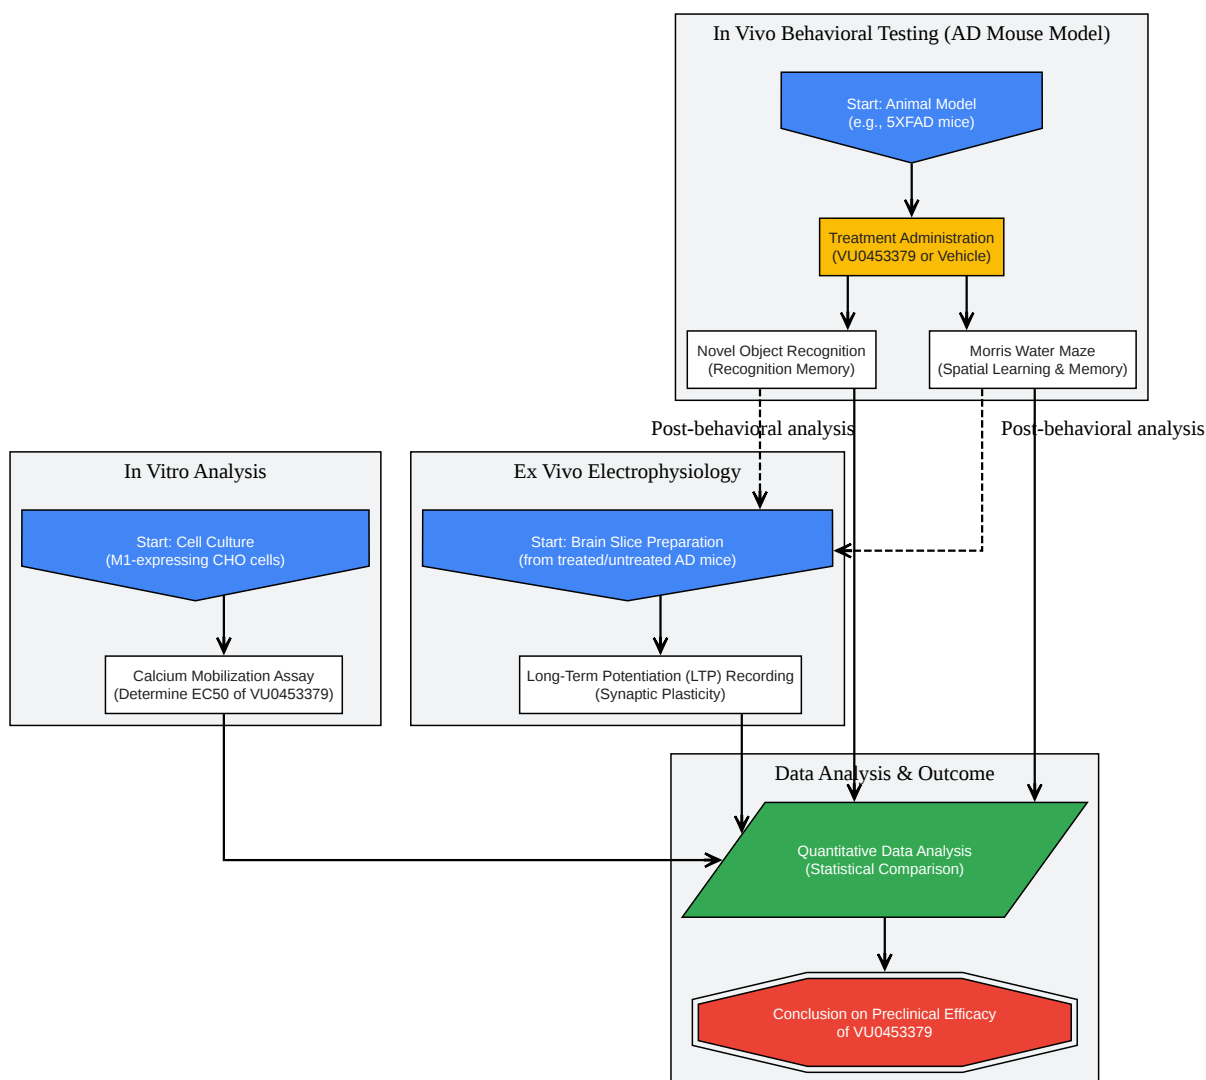 In Vivo Behavioral Testing (AD Mouse Model)
Start: Animal Model
(e.g., 5XFAD mice)
Treatment Administration
(VU0453379 or Vehicle)
Novel Object Recognition
(Recognition Memory)
Morris Water Maze
(Spatial Learning & Memory)
Post-behavioral analysis
Post-behavioral analysis
In Vitro Analysis
Start: Cell Culture
(M1-expressing CHO cells)
Calcium Mobilization Assay
(Determine EC50 of VU0453379)
Ex Vivo Electrophysiology
Start: Brain Slice Preparation
(from treated/untreated AD mice)
Long-Term Potentiation (LTP) Recording
(Synaptic Plasticity)
Data Analysis & Outcome
Quantitative Data Analysis
(Statistical Comparison)
Conclusion on Preclinical Efficacy
of VU0453379